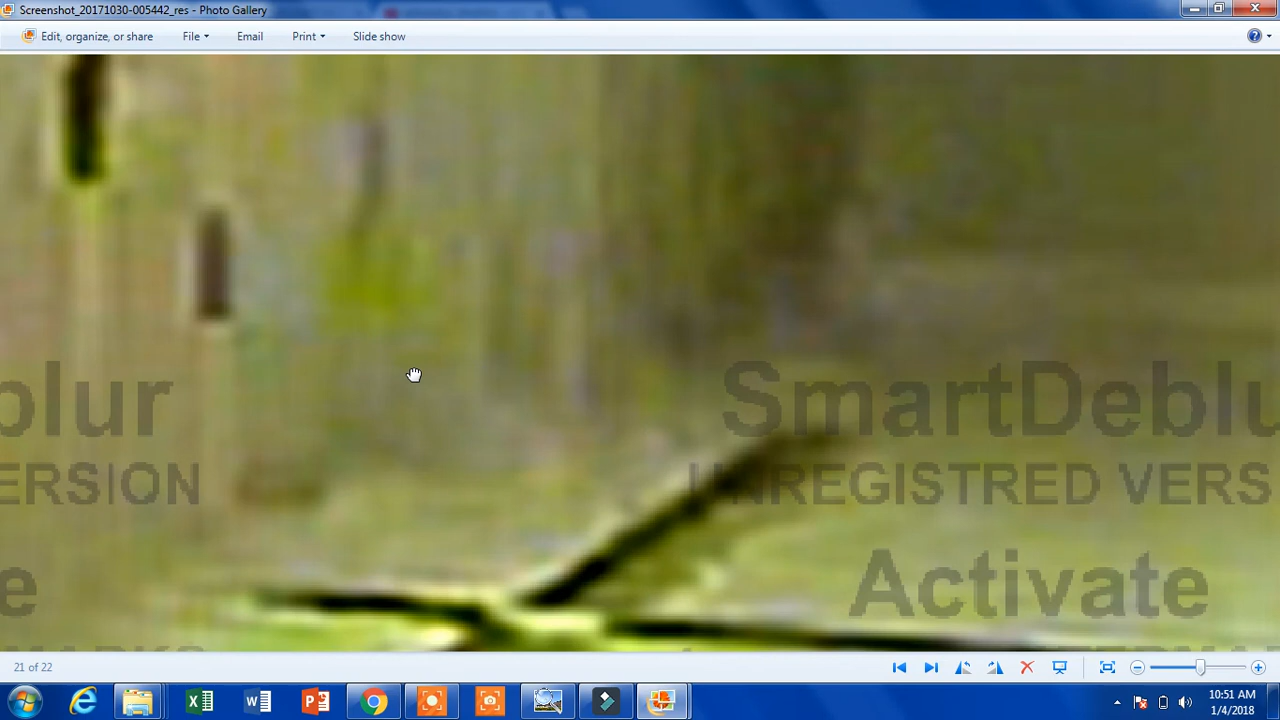 Screenshot_20171030-005442_res - Photo Gallery
Edit, organize, or share File Email Print Slide show
blur SmartDeblu
ERSION UNREGISTRED VERS
e Activate
21 of 22
10:51 AM
1/4/2018